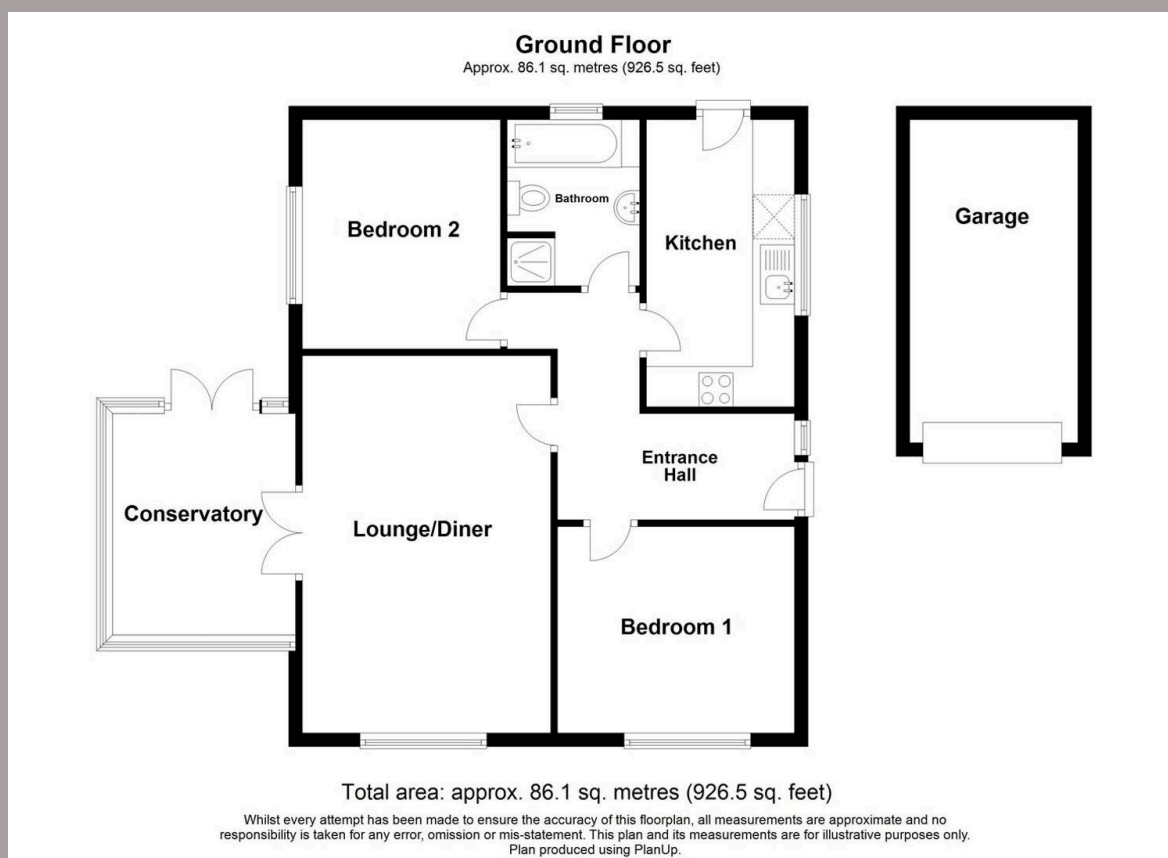 Ground Floor
Approx. 86.1 sq. metres (926.5 sq. feet)
Bedroom 2
Bathroom
Kitchen
Garage
Entrance
Hall
Conservatory
Lounge/Diner
Bedroom 1
Total area: approx. 86.1 sq. metres (926.5 sq. feet)
Whilst every attempt has been made to ensure the accuracy of this floorplan, all measurements are approximate and no
responsibility is taken for any error, omission or mis-statement. This plan and its measurements are for illustrative purposes only.
Plan produced using PlanUp.